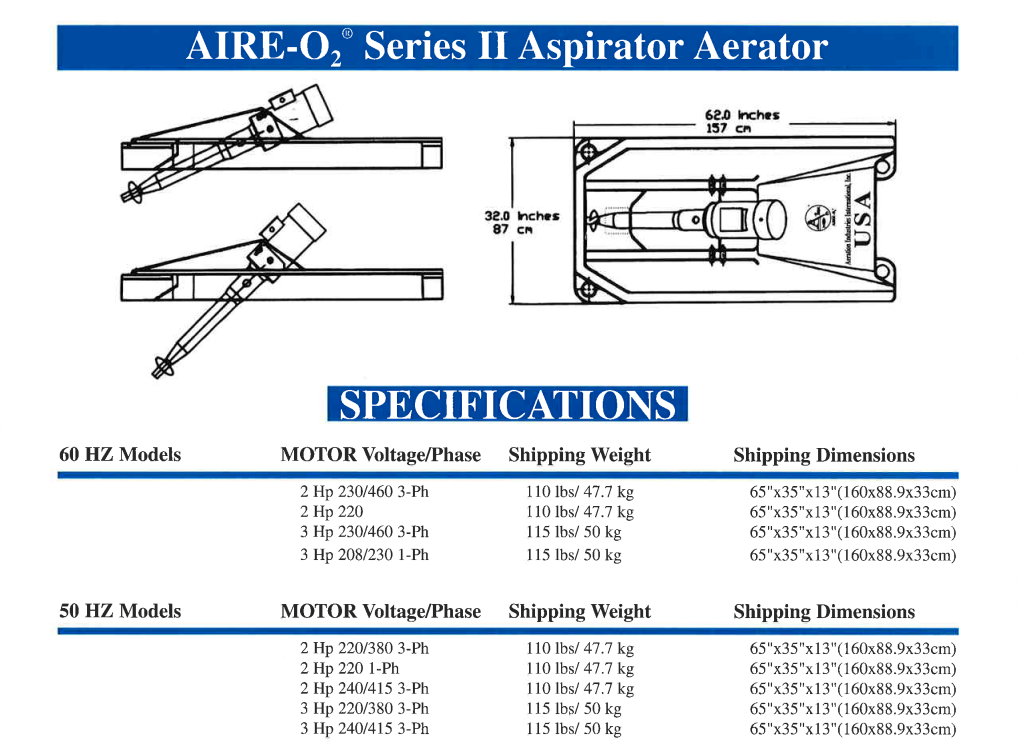 AIRE-O2® Series II Aspirator Aerator
62.0 Inches
157 cm
32.0 Inches
87 cm
Aeration Industries International, Inc.
USA
SPECIFICATIONS
60 HZ Models MOTOR Voltage/Phase Shipping Weight Shipping Dimensions
2 Hp 230/460 3-Ph 110 lbs/ 47.7 kg 65"x35"x13"(160x88.9x33cm)
2 Hp 220 110 lbs/ 47.7 kg 65"x35"x13"(160x88.9x33cm)
3 Hp 230/460 3-Ph 115 lbs/ 50 kg 65"x35"x13"(160x88.9x33cm)
3 Hp 208/230 1-Ph 115 lbs/ 50 kg 65"x35"x13"(160x88.9x33cm)
50 HZ Models MOTOR Voltage/Phase Shipping Weight Shipping Dimensions
2 Hp 220/380 3-Ph 110 lbs/ 47.7 kg 65"x35"x13"(160x88.9x33cm)
2 Hp 220 1-Ph 110 lbs/ 47.7 kg 65"x35"x13"(160x88.9x33cm)
2 Hp 240/415 3-Ph 110 lbs/ 47.7 kg 65"x35"x13"(160x88.9x33cm)
3 Hp 220/380 3-Ph 115 lbs/ 50 kg 65"x35"x13"(160x88.9x33cm)
3 Hp 240/415 3-Ph 115 lbs/ 50 kg 65"x35"x13"(160x88.9x33cm)